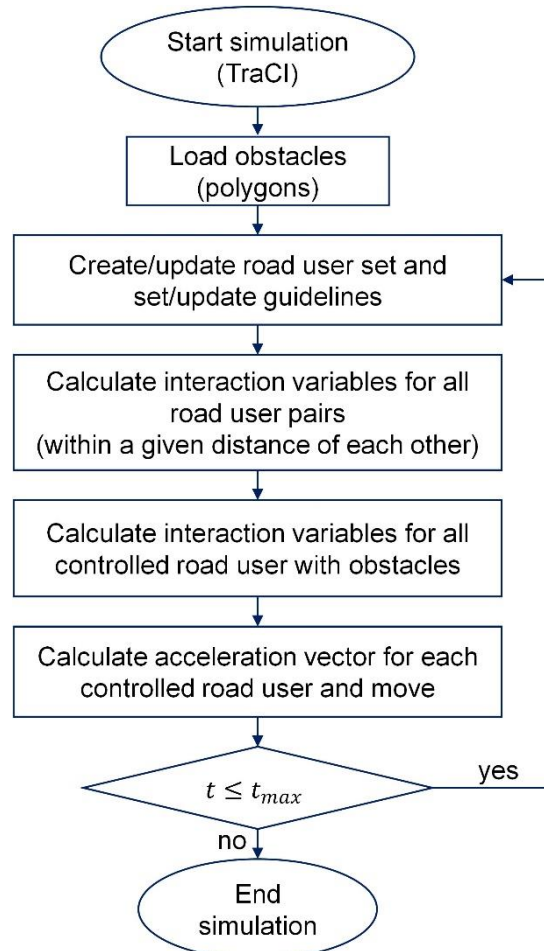 Start simulation
(TraCI)
Load obstacles
(polygons)
Create/update road user set and
set/update guidelines
Calculate interaction variables for all
road user pairs
(within a given distance of each other)
Calculate interaction variables for all
controlled road user with obstacles
Calculate acceleration vector for each
controlled road user and move
t ≤ t_{max}
yes
no
End
simulation